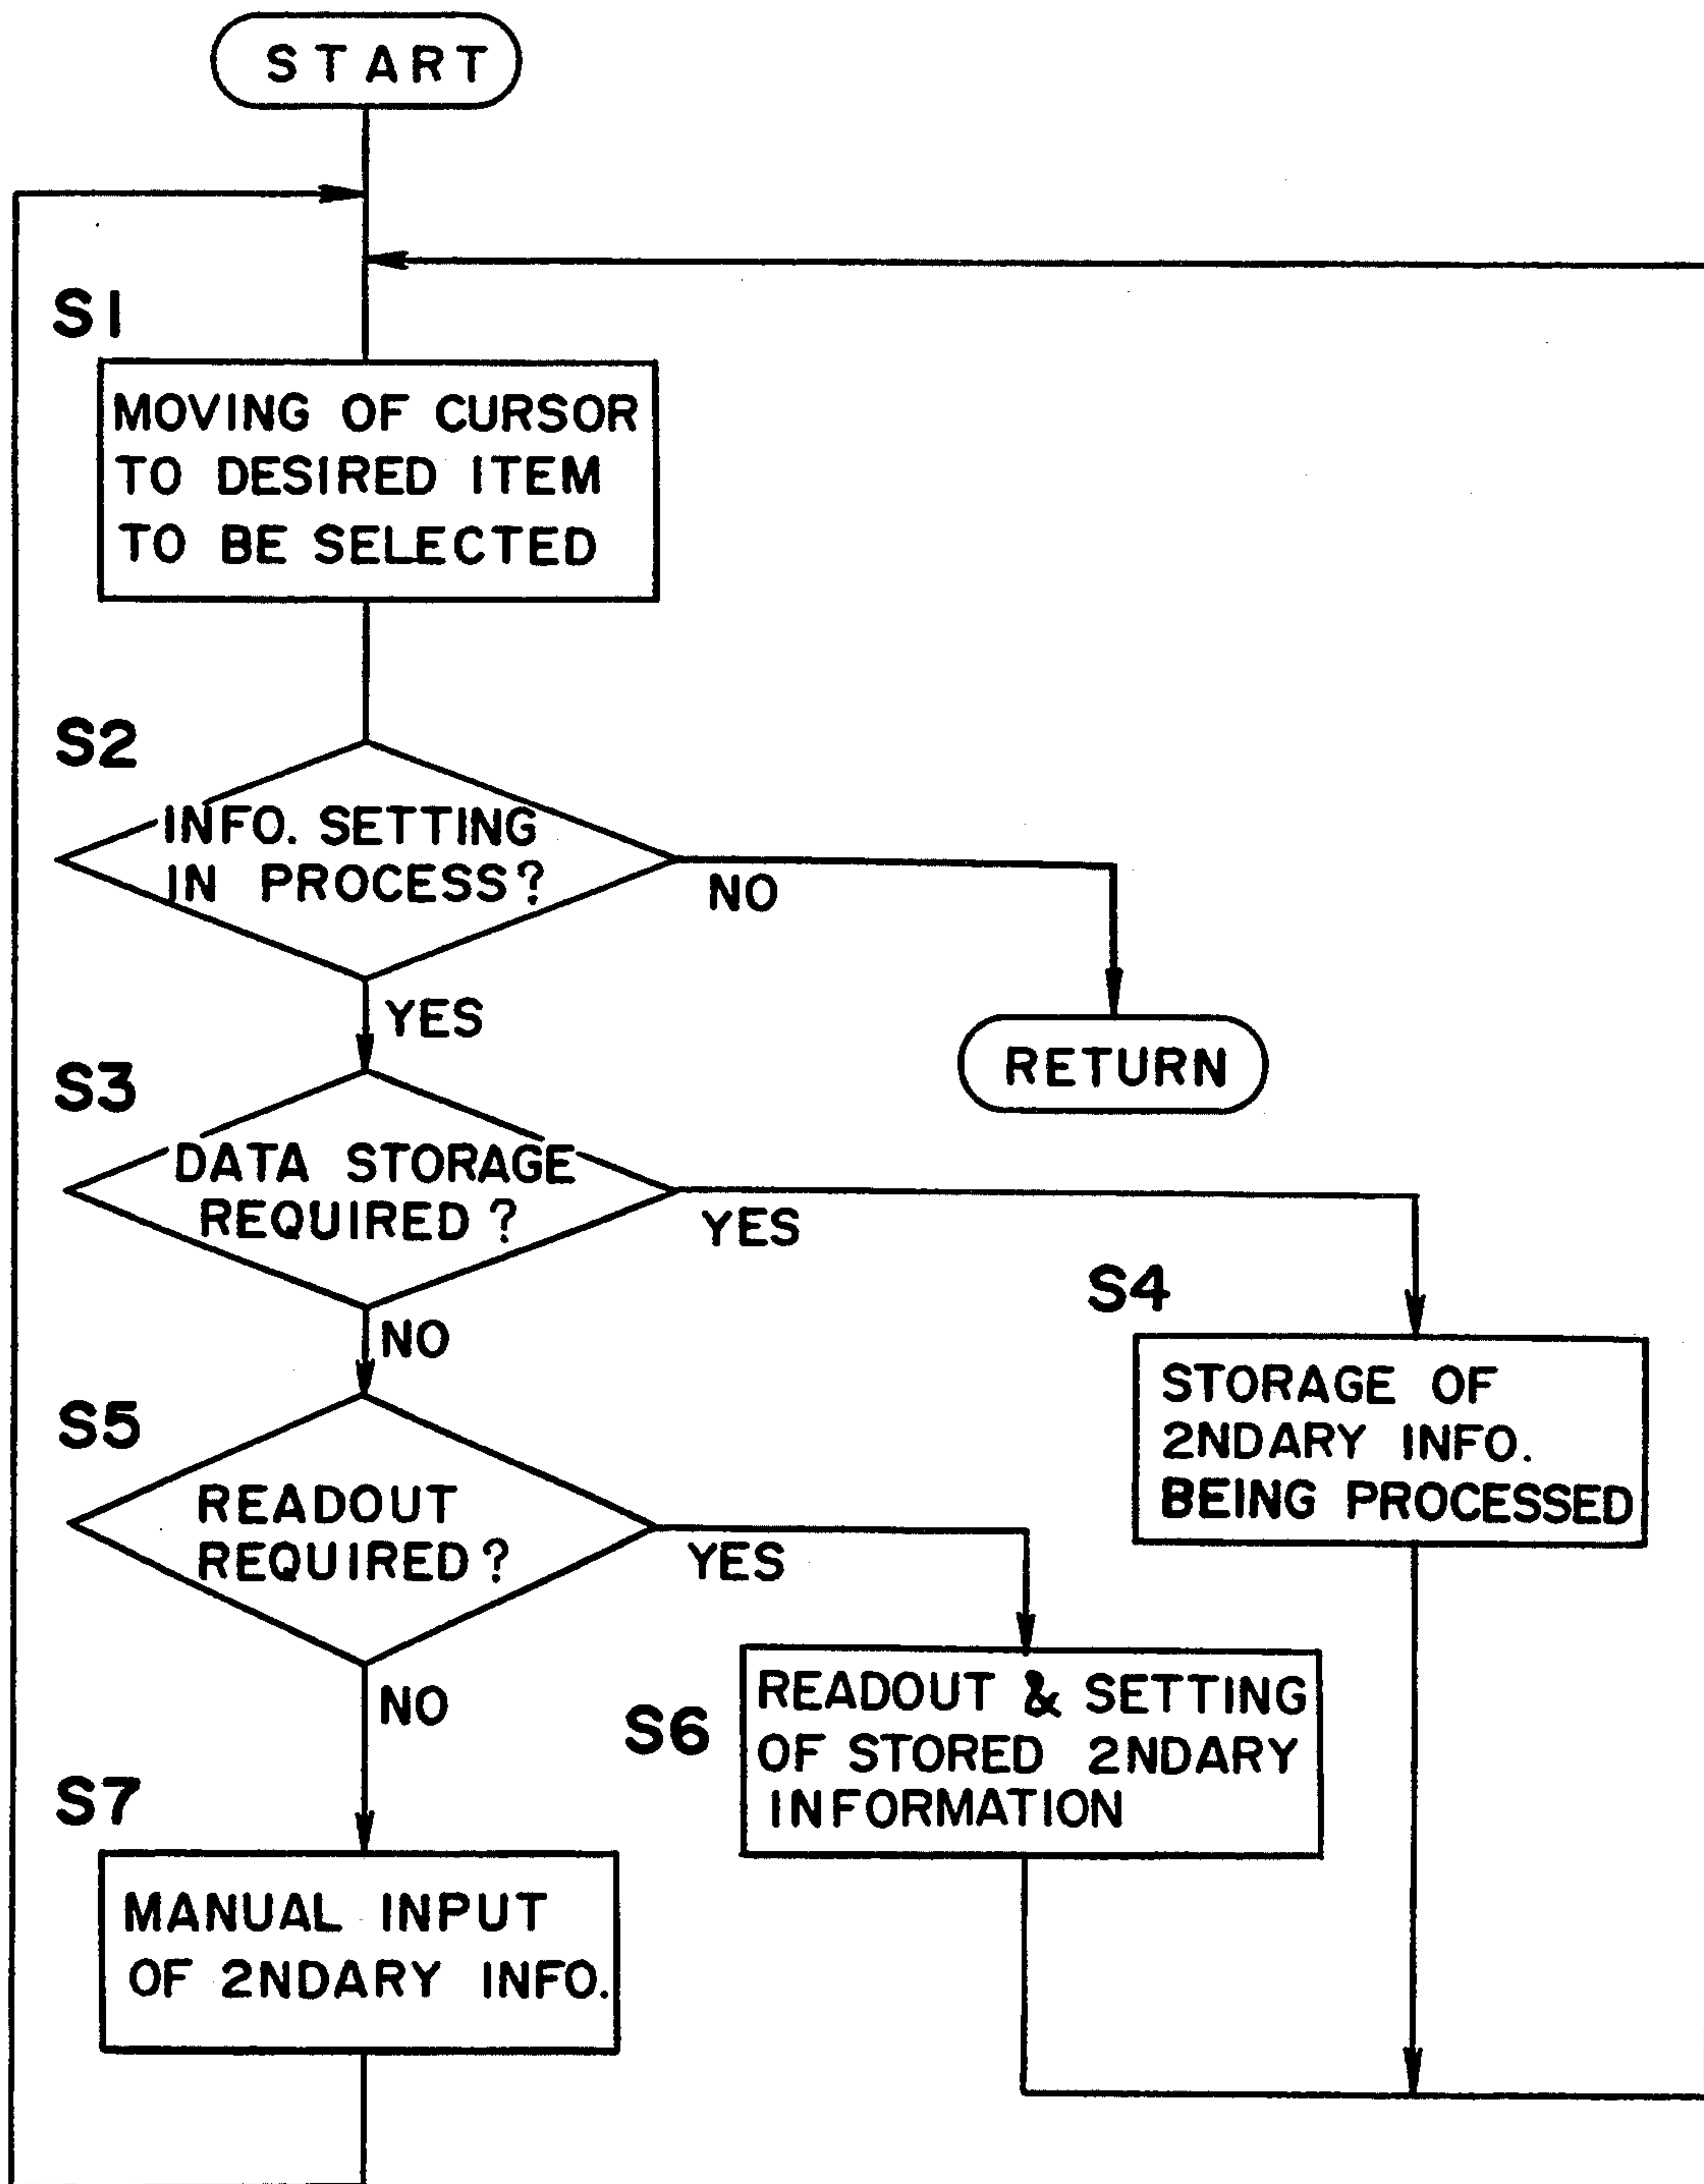 START
S1
MOVING OF CURSOR
TO DESIRED ITEM
TO BE SELECTED
S2
INFO. SETTING
IN PROCESS?
NO
YES
RETURN
S3
DATA STORAGE
REQUIRED?
YES
NO
S4
STORAGE OF
2NDARY INFO.
BEING PROCESSED
S5
READOUT
REQUIRED?
YES
NO
S6
READOUT & SETTING
OF STORED 2NDARY
INFORMATION
S7
MANUAL INPUT
OF 2NDARY INFO.